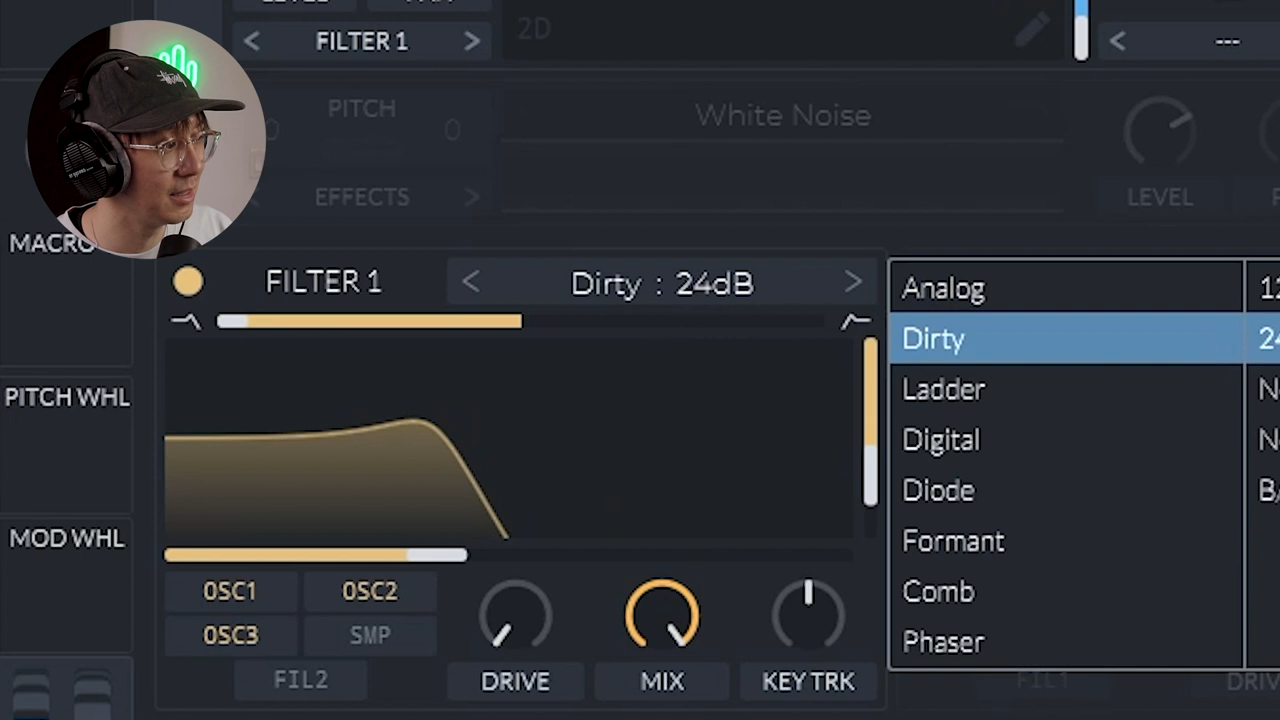 FILTER 1
2D
---
PITCH
0
White Noise
EFFECTS
LEVEL
MACRO
FILTER 1
Dirty : 24dB
Analog
Dirty
Ladder
Digital
Diode
Formant
Comb
Phaser
PITCH WHL
MOD WHL
OSC1
OSC2
OSC3
SMP
FIL2
DRIVE
MIX
KEY TRK
FIL1